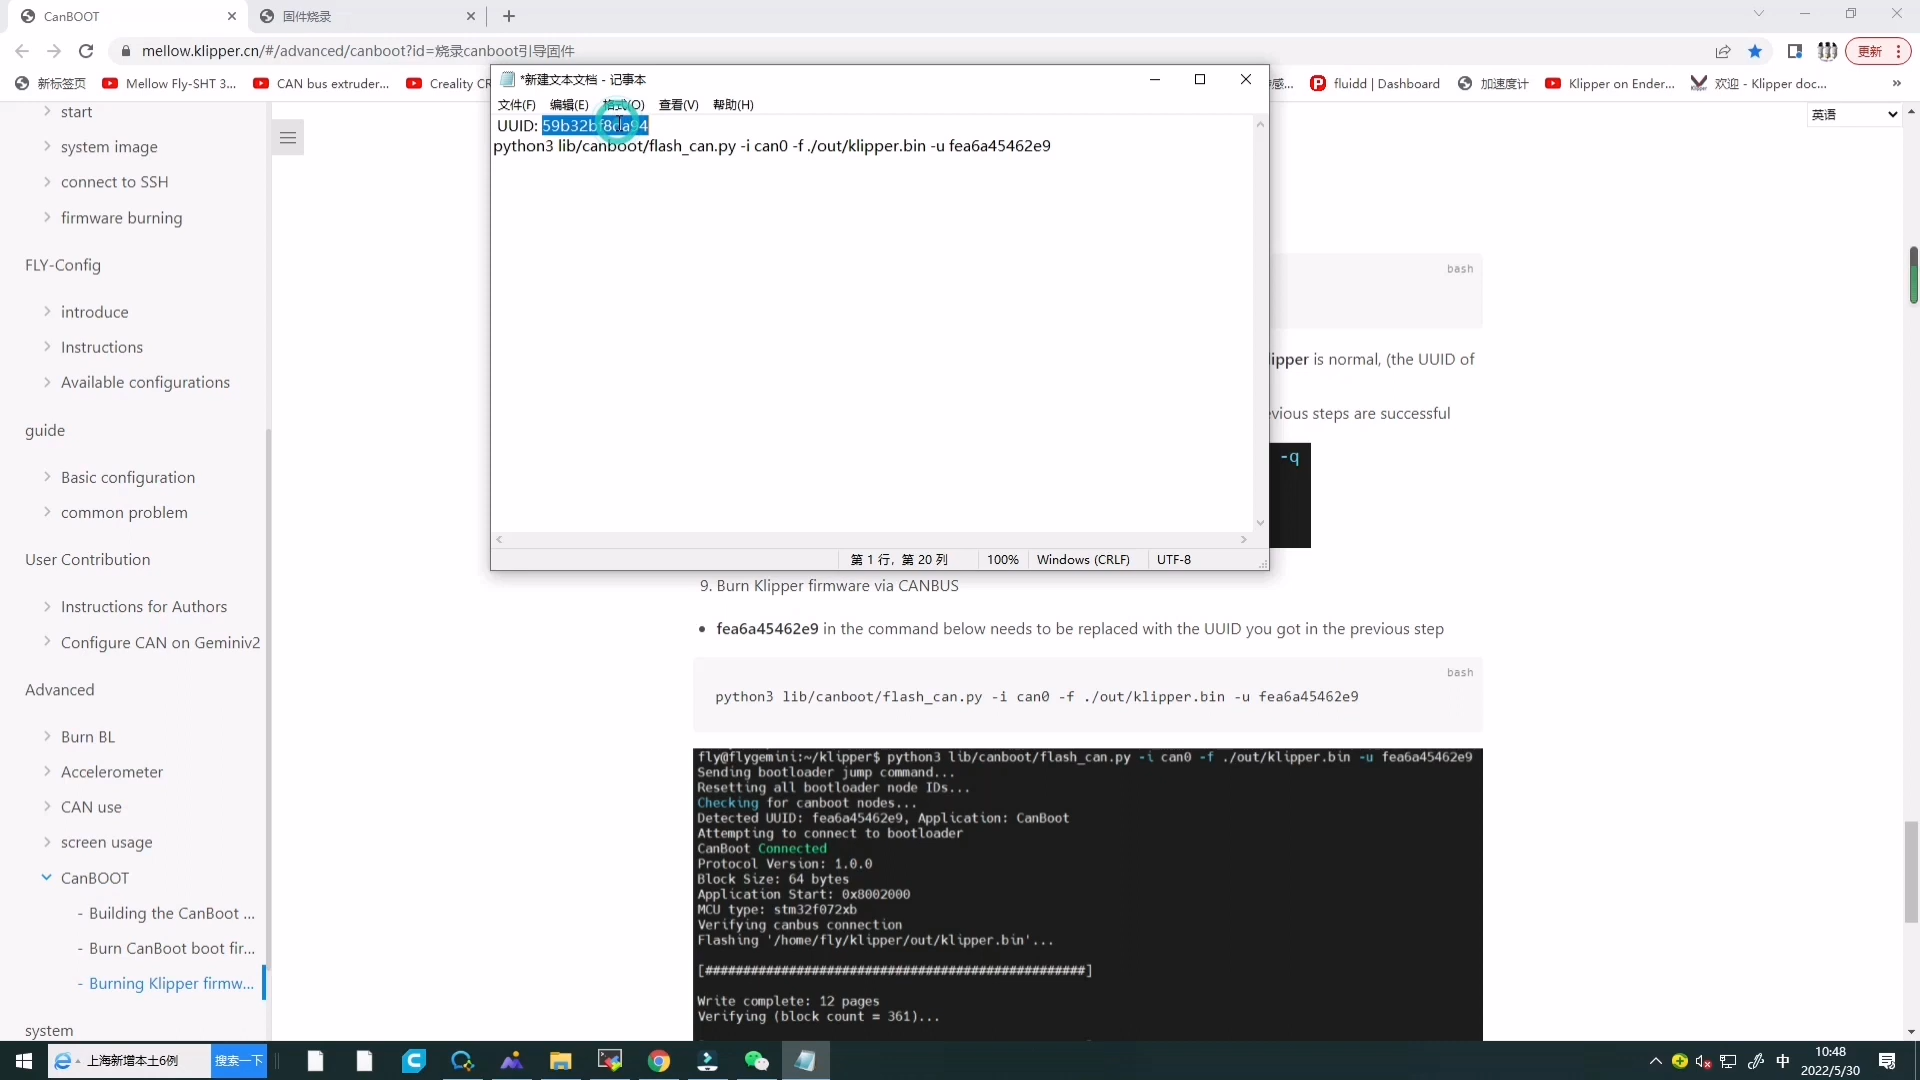 CanBOOT
固件烧录
mellow.klipper.cn/#/advanced/canboot?id=烧录canboot引导固件
更新
新标签页
Mellow Fly-SHT 3...
CAN bus extruder...
Creality CR
感...
fluidd | Dashboard
加速度计
Klipper on Ender...
欢迎 - Klipper doc...
»
*新建文本文档 - 记事本
文件(F) 编辑(E) 格式(O) 查看(V) 帮助(H)
UUID: 59b32bf8da94
python3 lib/canboot/flash_can.py -i can0 -f ./out/klipper.bin -u fea6a45462e9
第 1 行，第 20 列
100%
Windows (CRLF)
UTF-8
英语
start
system image
connect to SSH
firmware burning
FLY-Config
introduce
Instructions
Available configurations
guide
Basic configuration
common problem
User Contribution
Instructions for Authors
Configure CAN on Geminiv2
Advanced
Burn BL
Accelerometer
CAN use
screen usage
CanBOOT
- Building the CanBoot ...
- Burn CanBoot boot fir...
- Burning Klipper firmw...
system
bash
lipper is normal, (the UUID of
evious steps are successful
-q
9. Burn Klipper firmware via CANBUS
fea6a45462e9 in the command below needs to be replaced with the UUID you got in the previous step
bash
python3 lib/canboot/flash_can.py -i can0 -f ./out/klipper.bin -u fea6a45462e9
fly@flygemini:~/klipper$ python3 lib/canboot/flash_can.py -i can0 -f ./out/klipper.bin -u fea6a45462e9
Sending bootloader jump command...
Resetting all bootloader node IDs...
Checking for canboot nodes...
Detected UUID: fea6a45462e9, Application: CanBoot
Attempting to connect to bootloader
CanBoot Connected
Protocol Version: 1.0.0
Block Size: 64 bytes
Application Start: 0x8002000
MCU type: stm32f072xb
Verifying canbus connection
Flashing '/home/fly/klipper/out/klipper.bin'...
[##################################################]
Write complete: 12 pages
Verifying (block count = 361)...
上海新增本土6例
搜索一下
中
10:48
2022/5/30